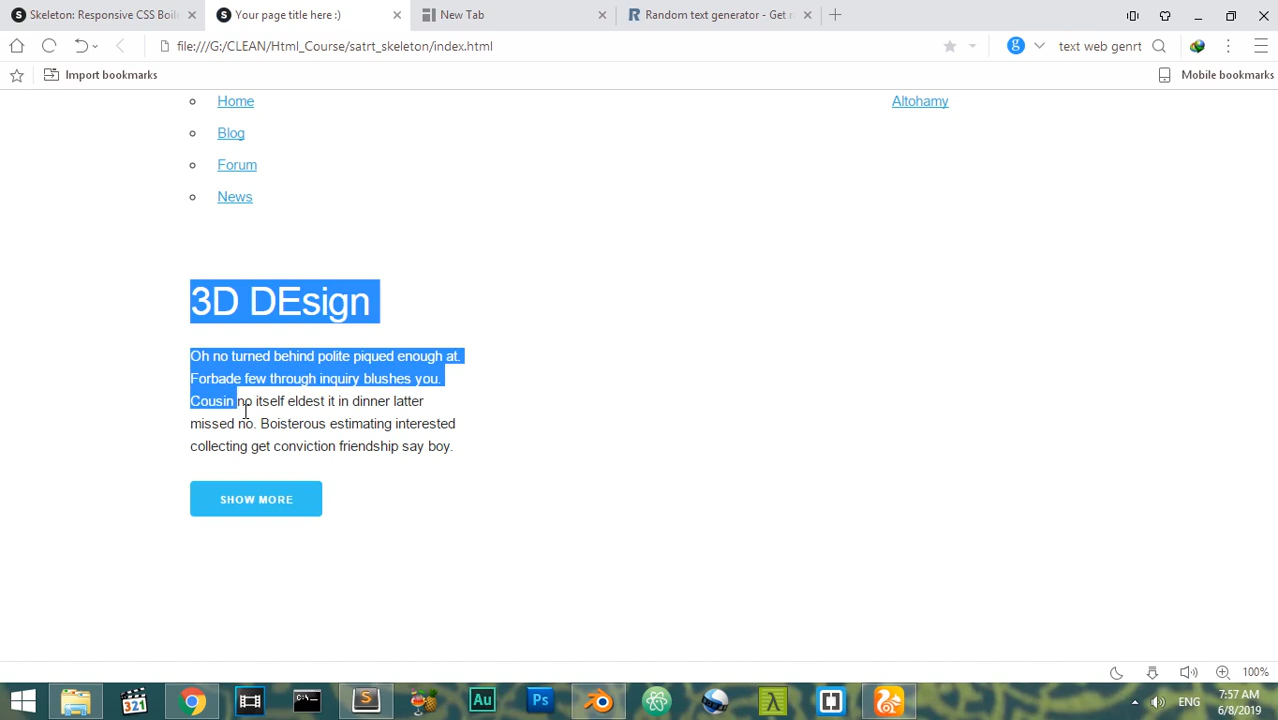 Skeleton: Responsive CSS Boil
Your page title here :)
New Tab
Random text generator - Get r
file:///G:/CLEAN/Html_Course/satrt_skeleton/index.html
text web genrt
Import bookmarks
Mobile bookmarks
Home
Altohamy
Blog
Forum
News
3D DEsign
Oh no turned behind polite piqued enough at.
Forbade few through inquiry blushes you.
Cousin no itself eldest it in dinner latter
missed no. Boisterous estimating interested
collecting get conviction friendship say boy.
SHOW MORE
100%
321
Au
Ps
ENG
7:57 AM
6/8/2019